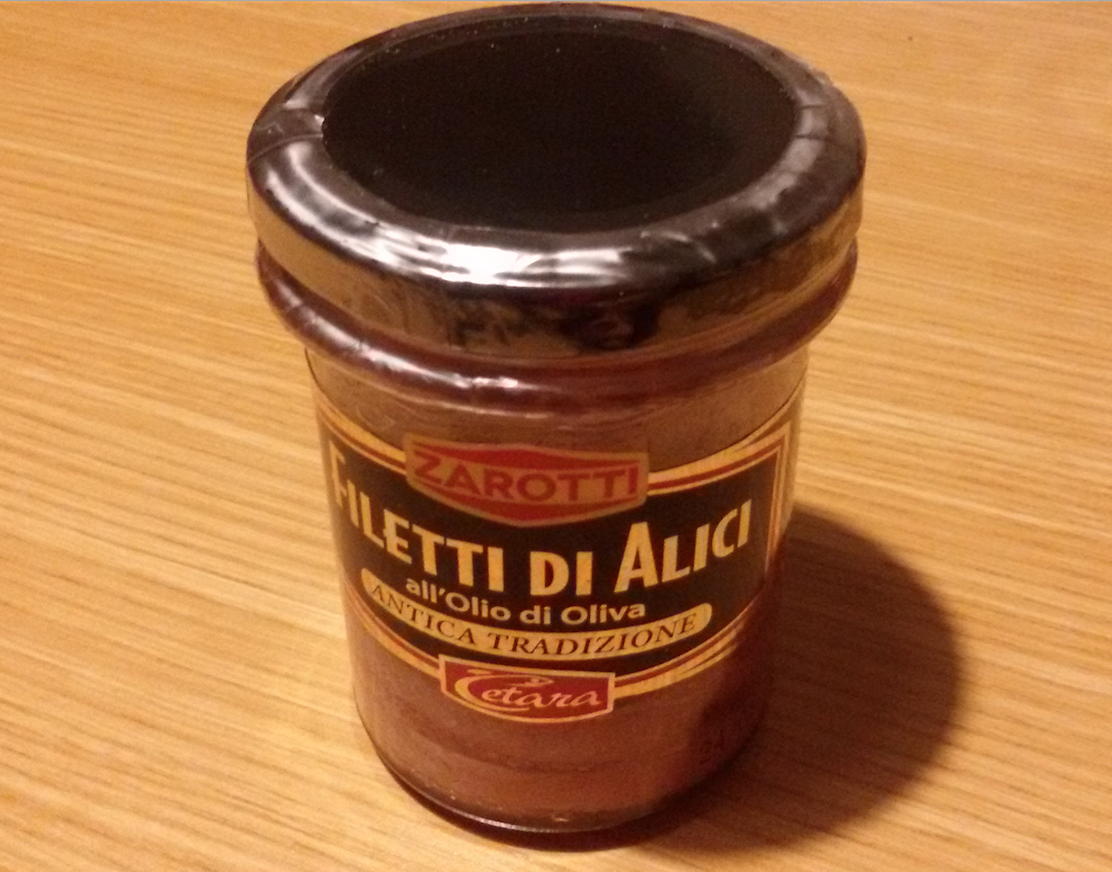 ZAROTTI
FILETTI DI ALICI
all'Olio di Oliva
ANTICA TRADIZIONE
Cetara